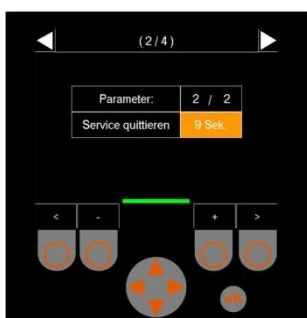 (2/4)
Parameter: 2 / 2
Service quittieren 9 Sek.
< - + >
OK